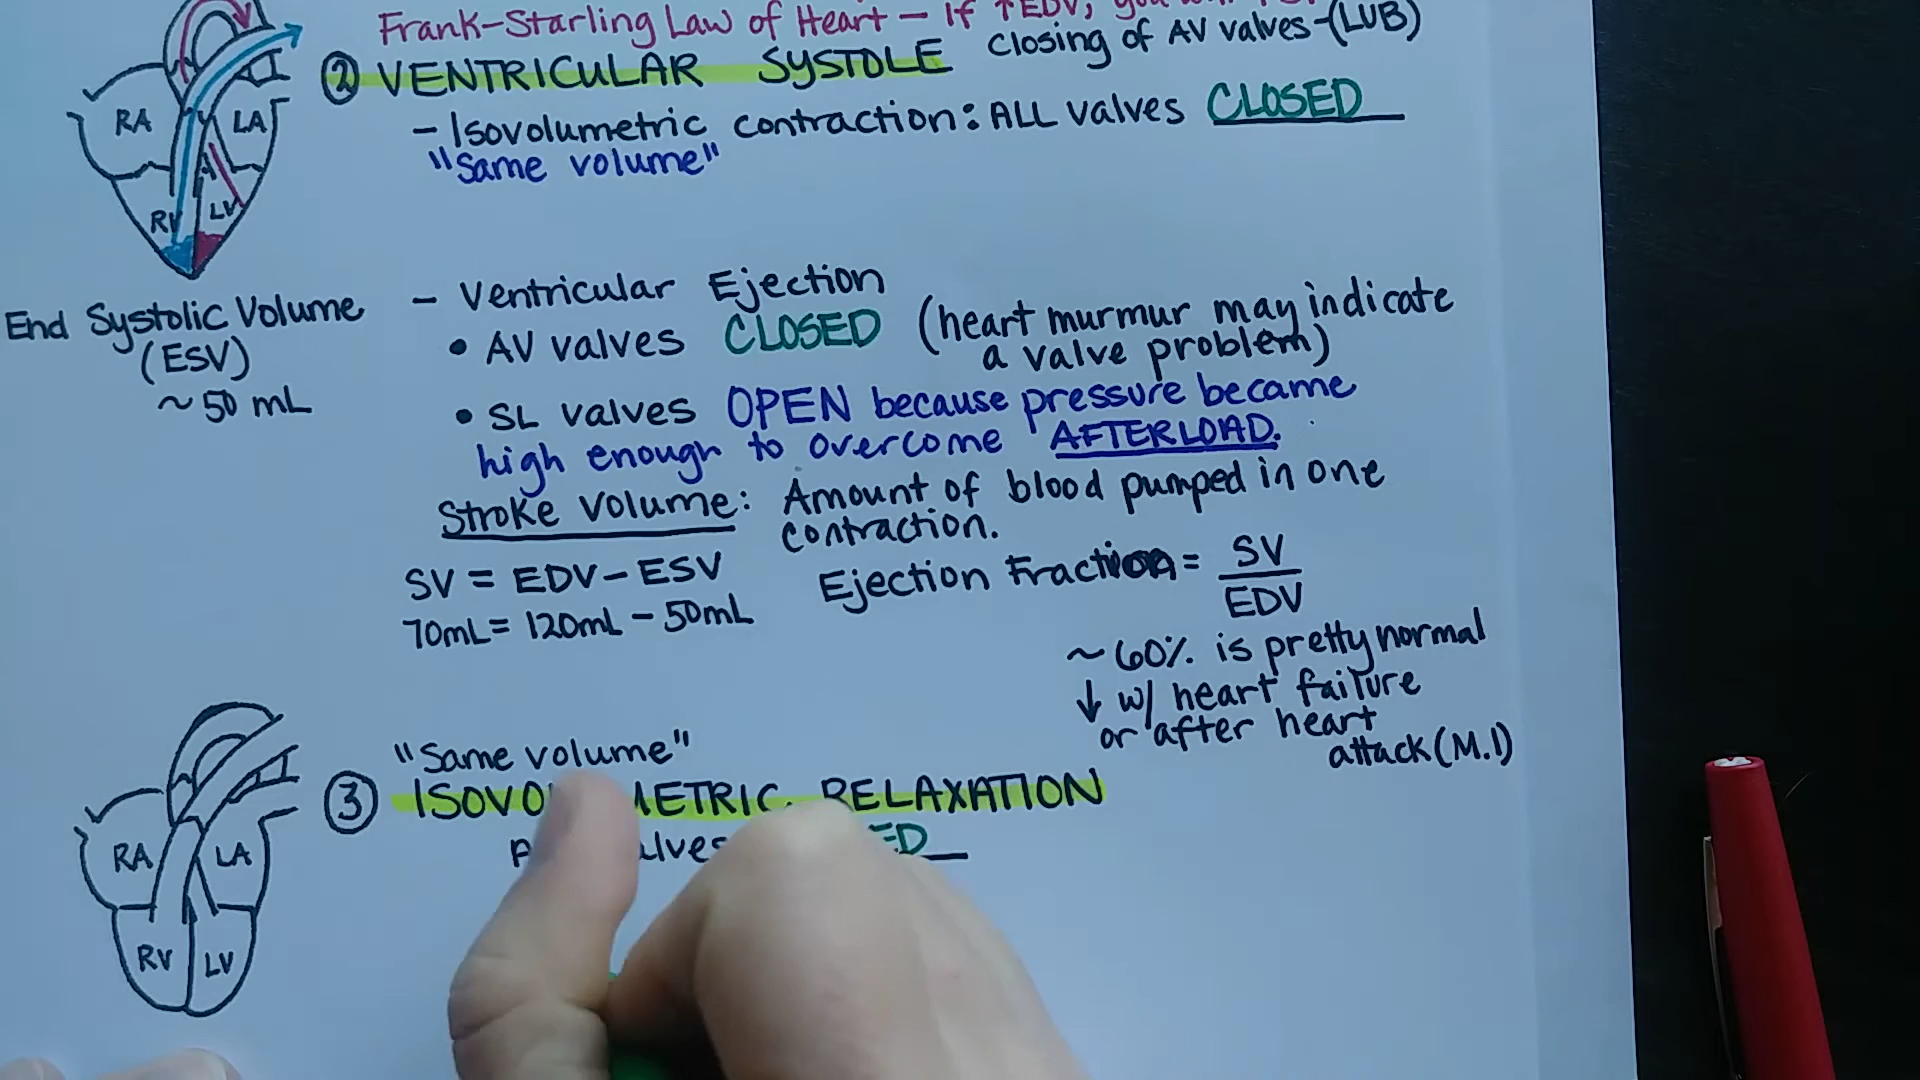 Frank-Starling Law of Heart - If ↑EDV, you
② VENTRICULAR SYSTOLE Closing of AV valves-(LUB)
- Isovolumetric contraction: ALL valves CLOSED
"Same volume"
RA
LA
RV
LV
End Systolic Volume
(ESV)
~50 mL
- Ventricular Ejection
• AV valves CLOSED (heart murmur may indicate
a valve problem)
• SL valves OPEN because pressure became
high enough to overcome AFTERLOAD.
Stroke Volume: Amount of blood pumped in one
contraction.
SV = EDV - ESV
70mL = 120mL - 50mL
Ejection Fraction = SV
EDV
~60% is pretty normal
↓ w/ heart failure
or after heart
attack (M.I)
"Same volume"
③ RELAXATION
RA
LA
RV
LV